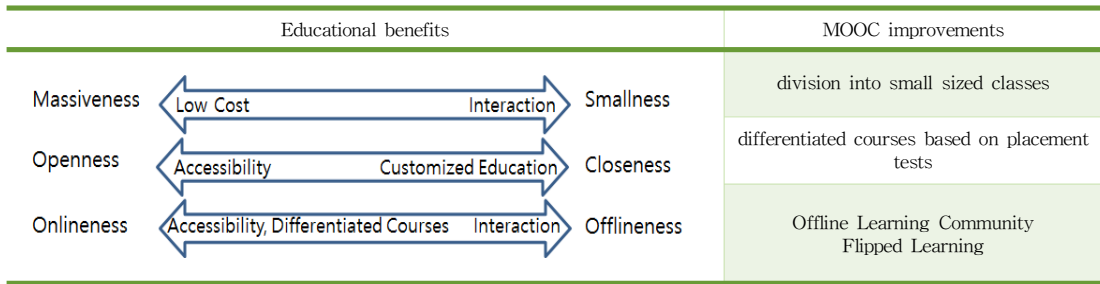 Educational benefits MOOC improvements
Massiveness Low Cost Interaction Smallness division into small sized classes
Openness Accessibility Customized Education Closeness differentiated courses based on placement
tests
Onlineness Accessibility, Differentiated Courses Interaction Offlineness Offline Learning Community
Flipped Learning